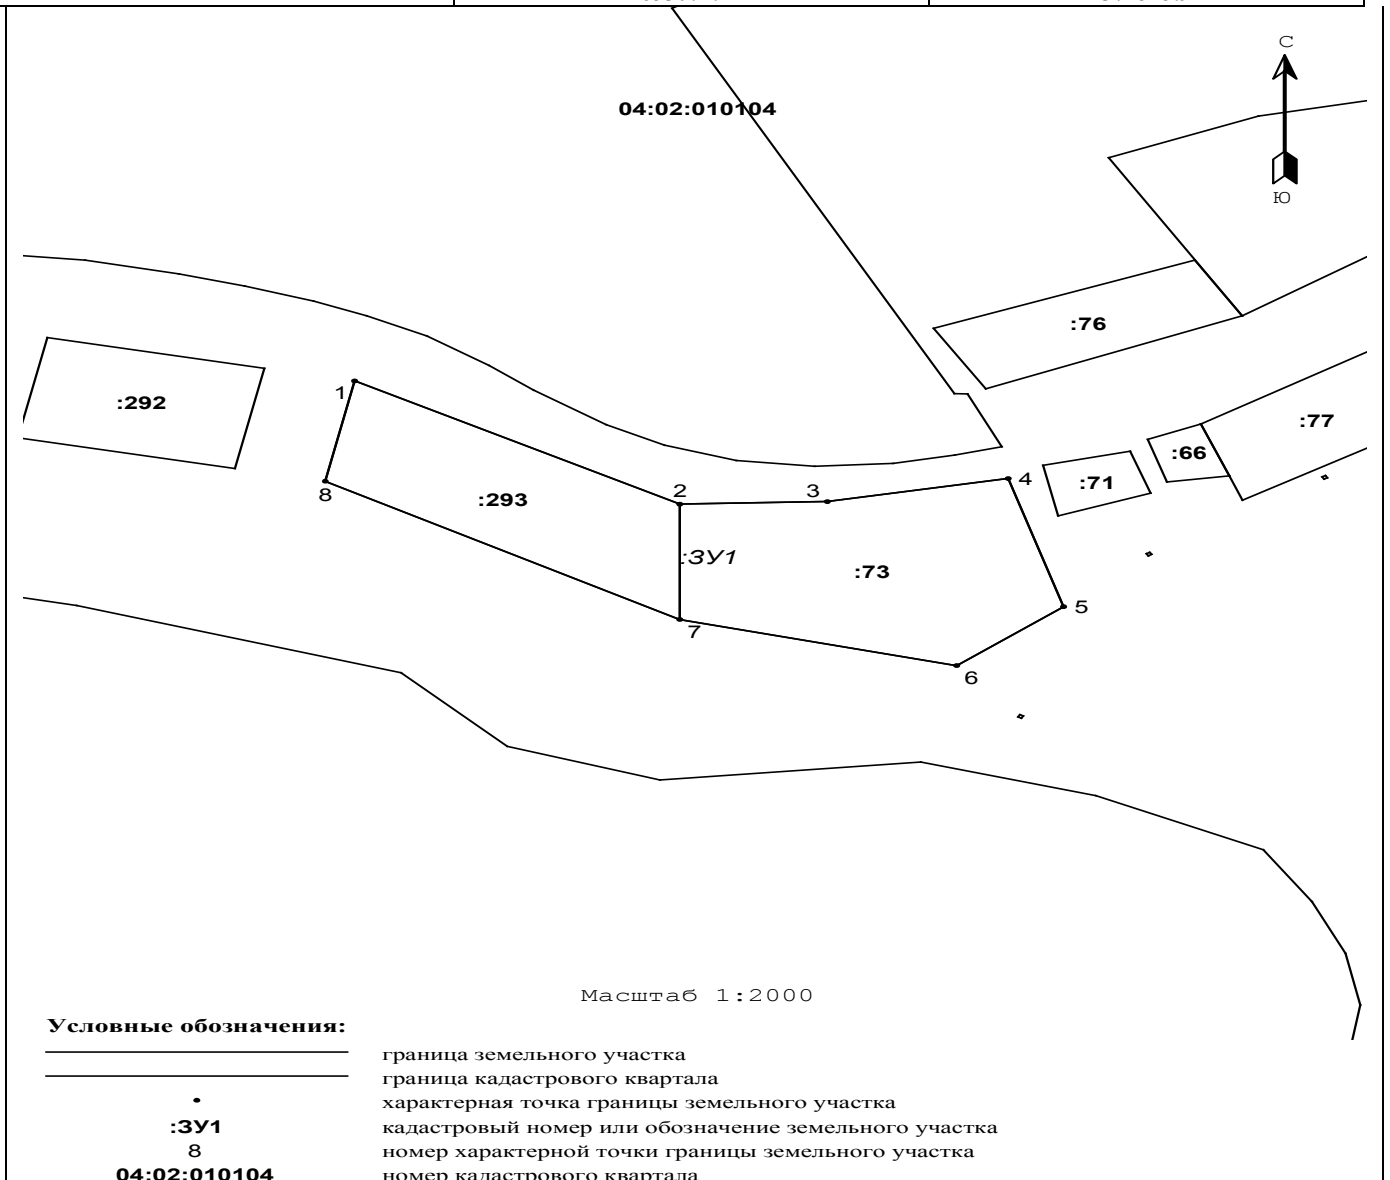 С
04:02:010104
Ю
:76
:292
1
:77
:66
:71
4
8
:293
2
3
:ЗУ1
:73
5
7
6
Масштаб 1:2000
Условные обозначения:
граница земельного участка
граница кадастрового квартала
характерная точка границы земельного участка
:ЗУ1 кадастровый номер или обозначение земельного участка
8 номер характерной точки границы земельного участка
04:02:010104 номер кадастрового квартала